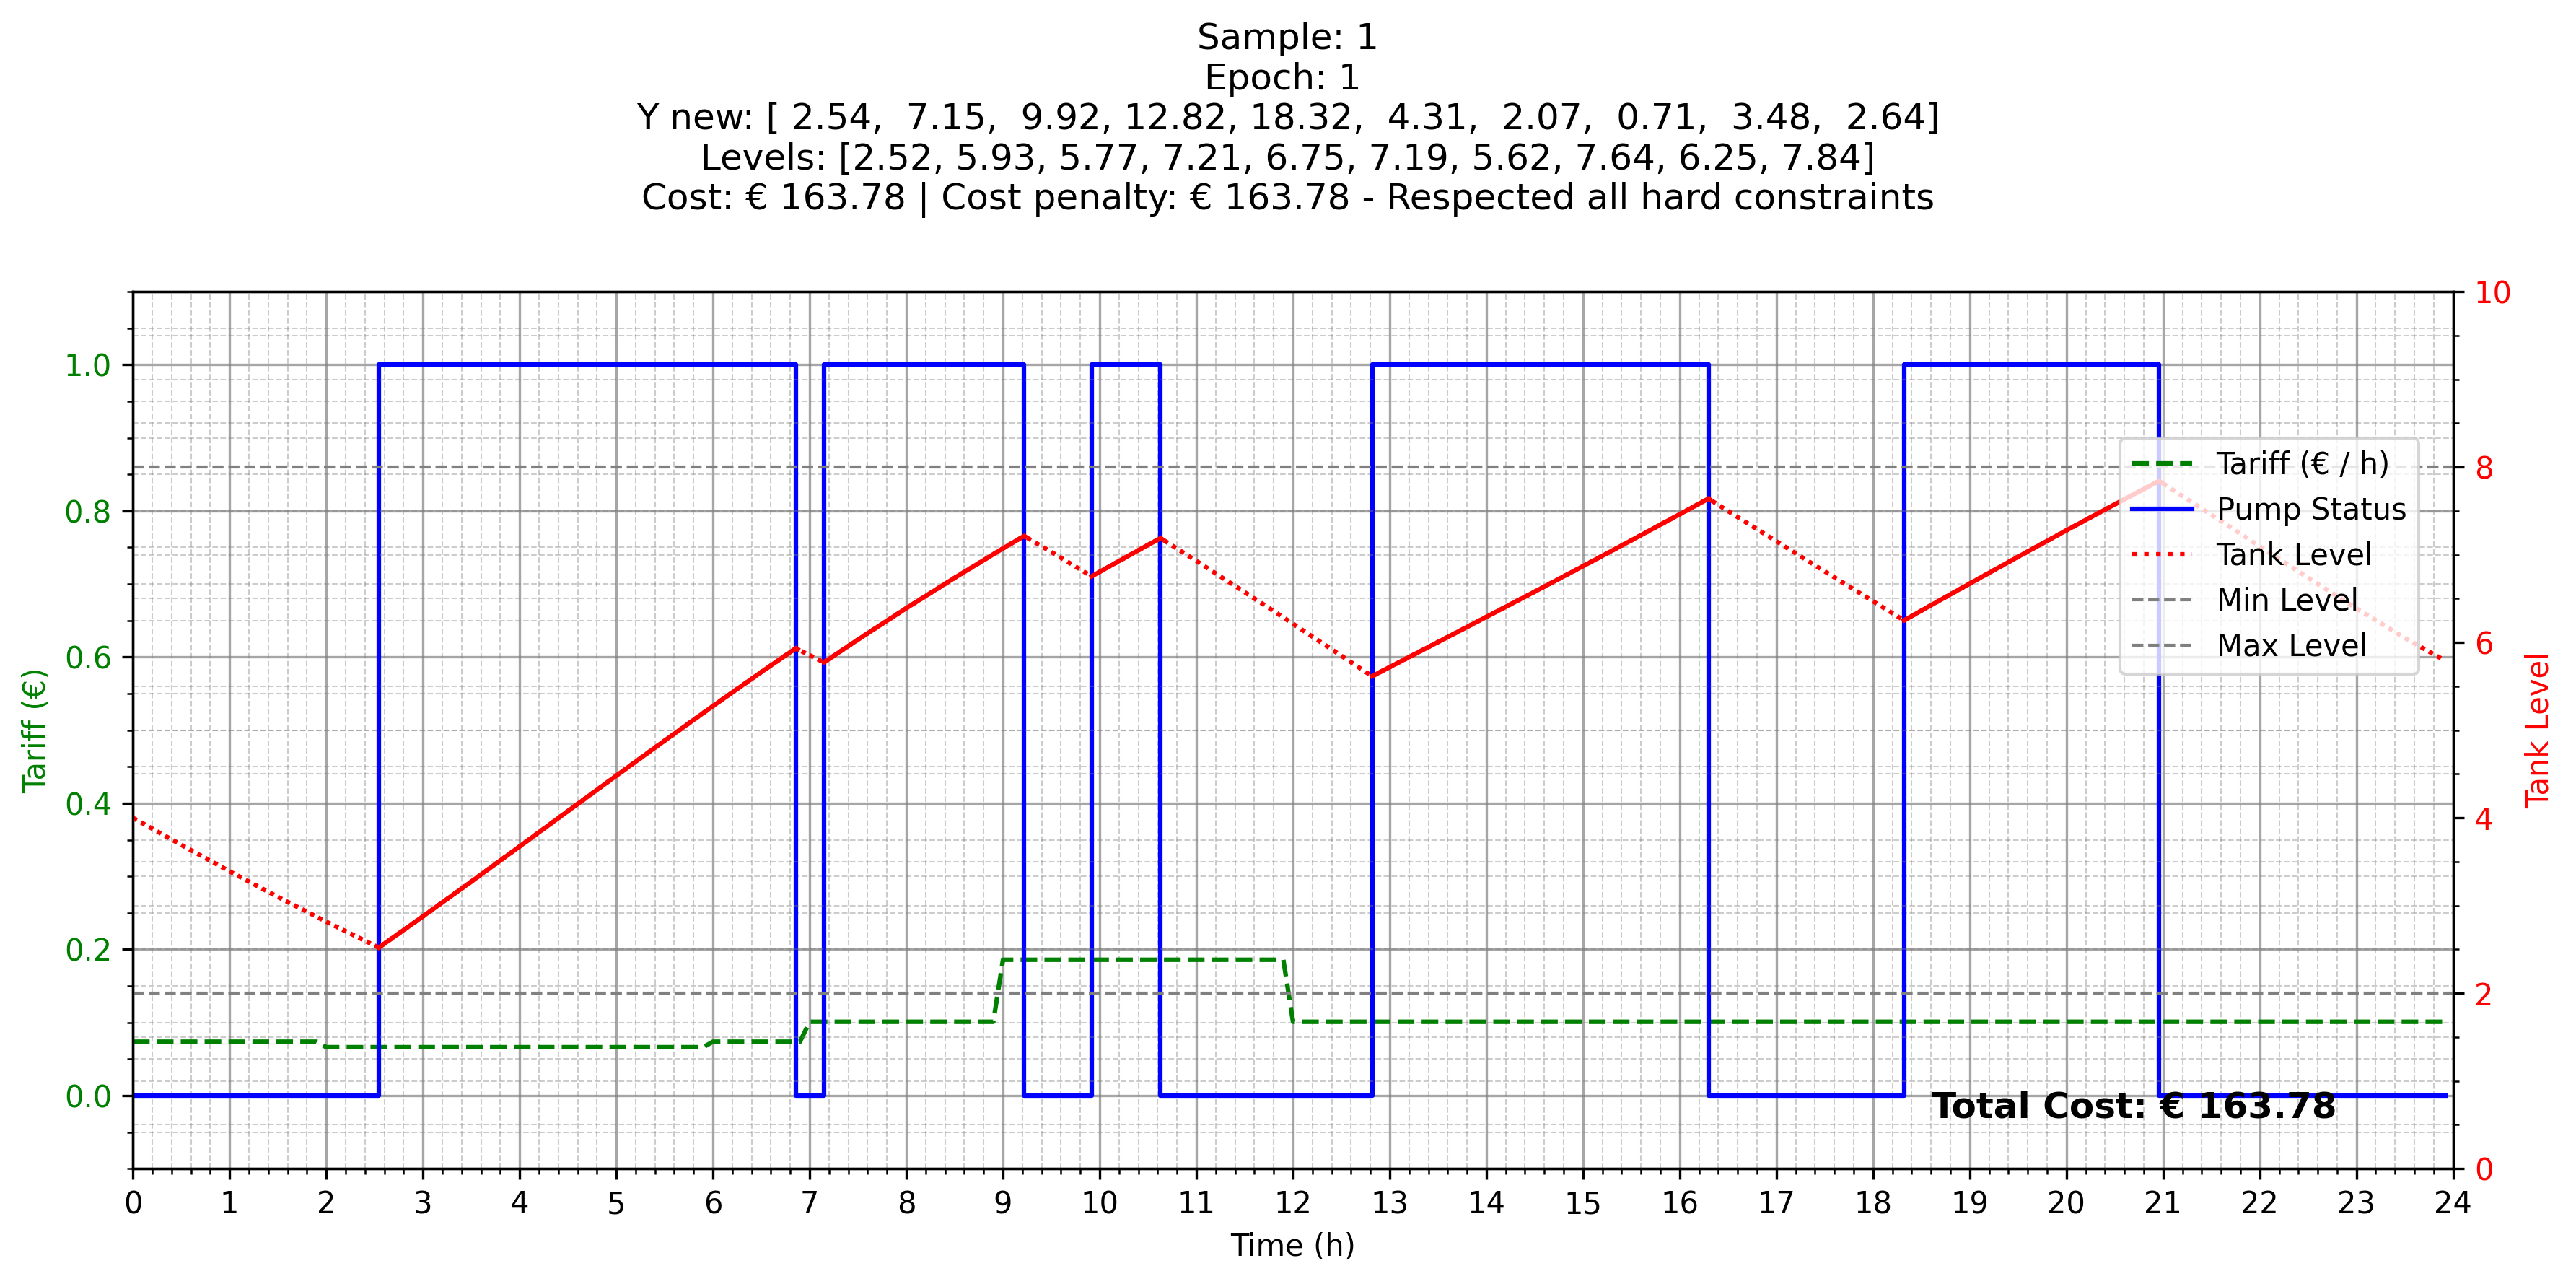 Sample: 1
Epoch: 1
Y new: [ 2.54,  7.15,  9.92, 12.82, 18.32,  4.31,  2.07,  0.71,  3.48,  2.64]
Levels: [2.52, 5.93, 5.77, 7.21, 6.75, 7.19, 5.62, 7.64, 6.25, 7.84]
Cost: € 163.78 | Cost penalty: € 163.78 - Respected all hard constraints
1.0
0.8
0.6
0.4
0.2
0.0
Tariff (€)
10
8
6
4
2
0
Tank Level
Tariff (€ / h)
Pump Status
Tank Level
Min Level
Max Level
Total Cost: € 163.78
0 1 2 3 4 5 6 7 8 9 10 11 12 13 14 15 16 17 18 19 20 21 22 23 24
Time (h)